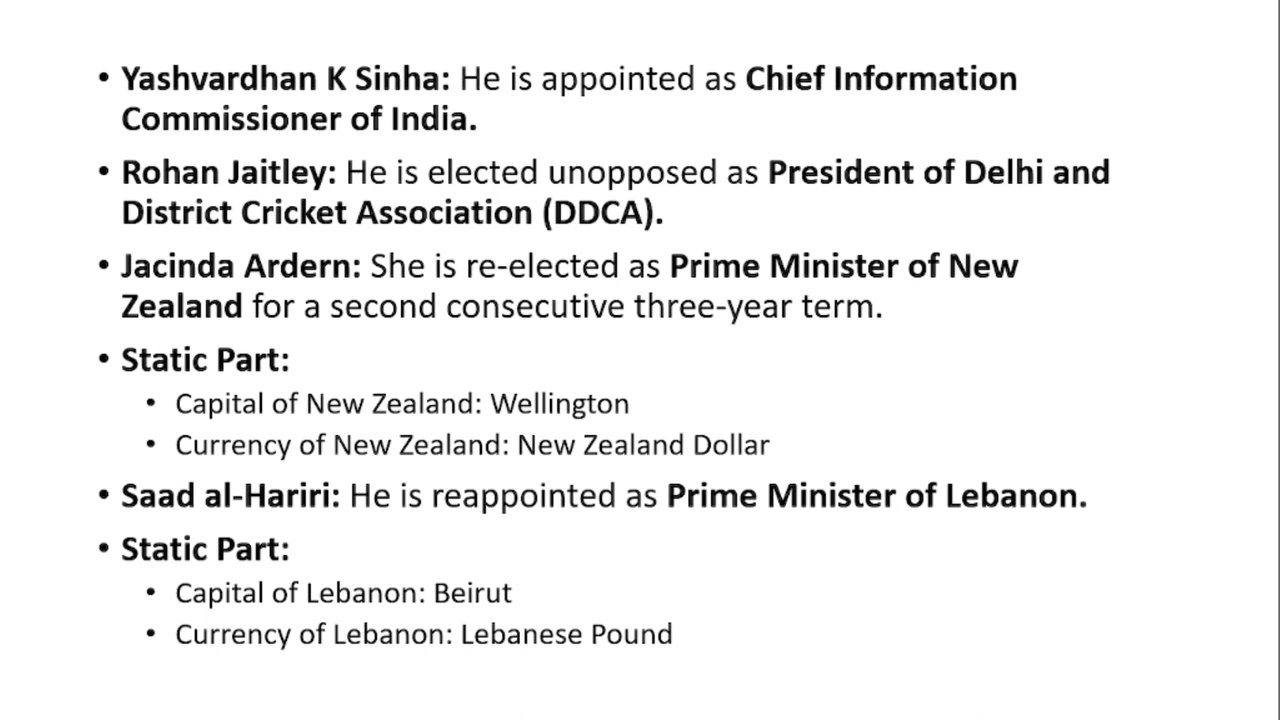 • Yashvardhan K Sinha: He is appointed as Chief Information
Commissioner of India.
• Rohan Jaitley: He is elected unopposed as President of Delhi and
District Cricket Association (DDCA).
• Jacinda Ardern: She is re-elected as Prime Minister of New
Zealand for a second consecutive three-year term.
• Static Part:
• Capital of New Zealand: Wellington
• Currency of New Zealand: New Zealand Dollar
• Saad al-Hariri: He is reappointed as Prime Minister of Lebanon.
• Static Part:
• Capital of Lebanon: Beirut
• Currency of Lebanon: Lebanese Pound